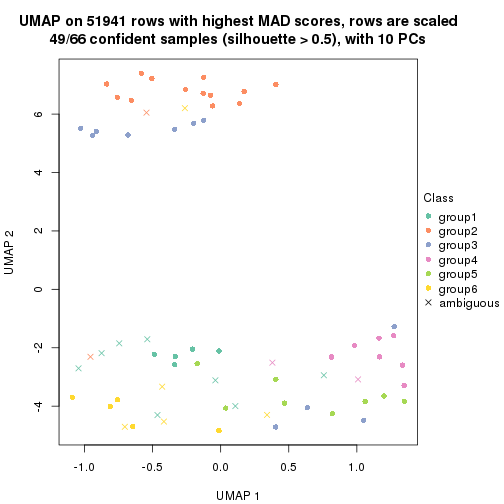 UMAP on 51941 rows with highest MAD scores, rows are scaled
49/66 confident samples (silhouette > 0.5), with 10 PCs
6
4
2
0
-2
-4
UMAP 2
-1.0 -0.5 0.0 0.5 1.0
UMAP 1
Class
group1
group2
group3
group4
group5
group6
ambiguous